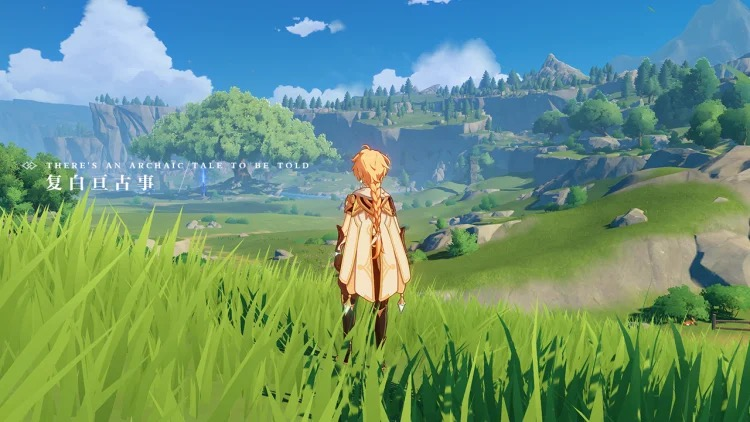 THERE'S AN ARCHAIC TALE TO BE TOLD
复白亘古事